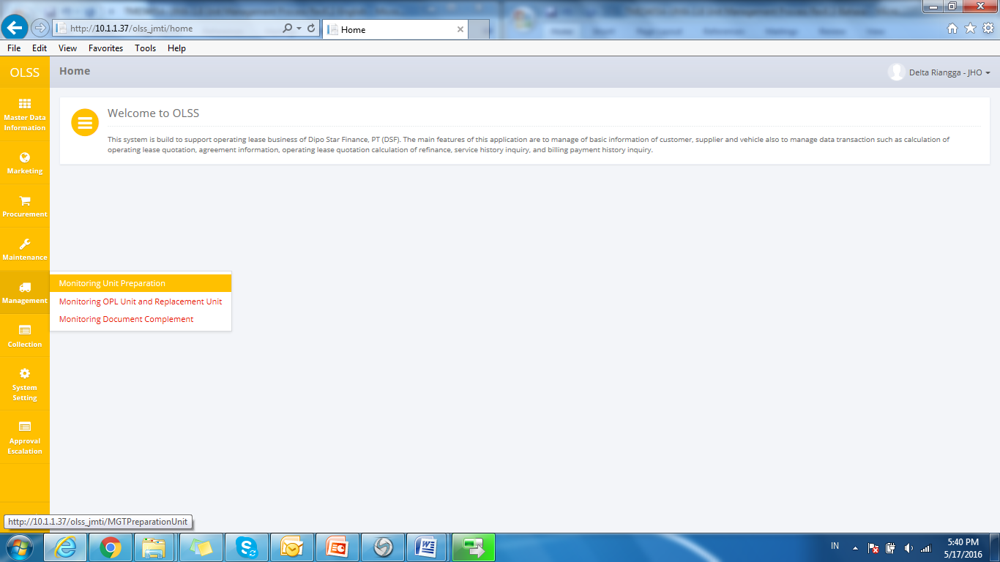 http://10.1.1.37/olss_jmti/home
Home
File Edit View Favorites Tools Help
OLSS
Home
Delta Riangga - JHO
Master Data
Information
Welcome to OLSS
This system is build to support operating lease business of Dipo Star Finance, PT (DSF). The main features of this application are to manage of basic information of customer, supplier and vehicle also to manage data transaction such as calculation of
operating lease quotation, agreement information, operating lease quotation calculation of refinance, service history inquiry, and billing payment history inquiry.
Marketing
Procurement
Maintenance
Management
Monitoring Unit Preparation
Monitoring OPL Unit and Replacement Unit
Monitoring Document Complement
Collection
System
Setting
Approval
Escalation
http://10.1.1.37/olss_jmti/MGTPreparationUnit
IN
5:40 PM
5/17/2016